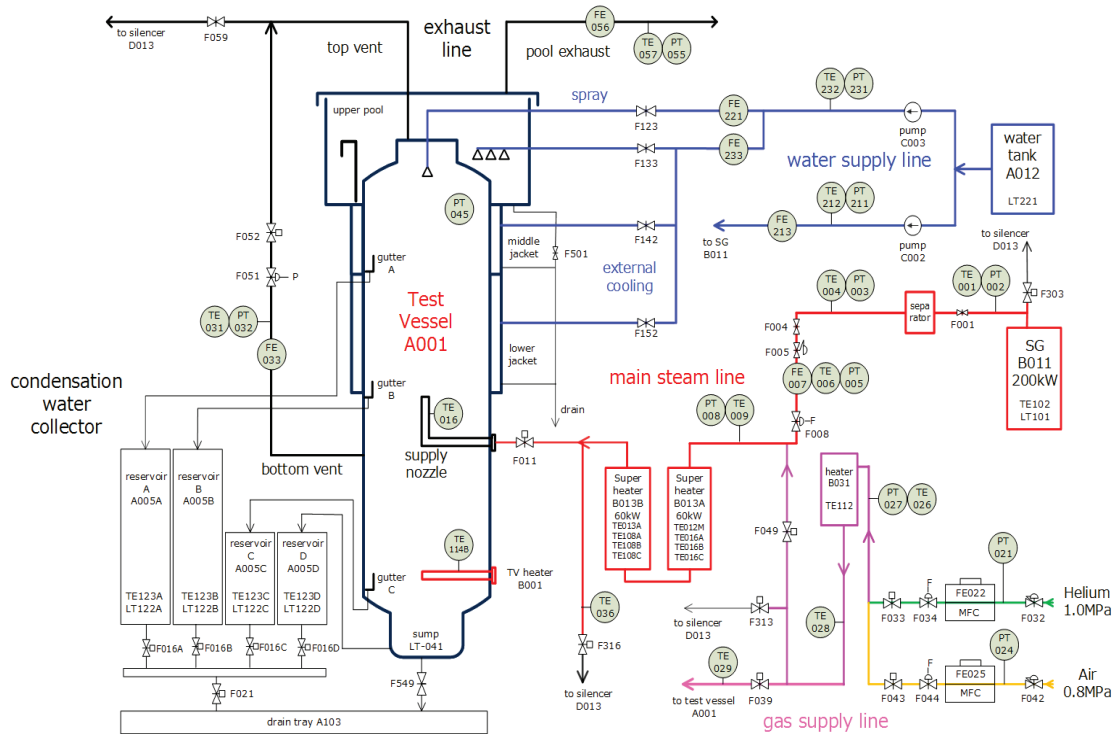 to silencer
D013
F059
top vent
exhaust
line
FE
056
TE
057
PT
055
pool exhaust
upper pool
spray
F123
FE
221
TE
232
PT
231
pump
C003
F133
FE
233
water supply line
water
tank
A012
LT221
PT
045
TE
212
PT
211
FE
213
pump
C002
to SG
B011
F142
F052
gutter
A
middle
jacket
F501
external
cooling
to silencer
D013
F051
P
TE
031
PT
032
FE
033
Test
Vessel
A001
F152
TE
004
PT
003
TE
001
PT
002
F303
sepa
rator
F001
F004
F005
lower
jacket
SG
B011
200kW
TE102
LT101
condensation
water
collector
gutter
B
main steam line
FE
007
TE
006
PT
005
TE
016
drain
PT
008
TE
009
F
F008
supply
nozzle
F011
bottom vent
reservoir
A
A005A
TE123A
LT122A
reservoir
B
A005B
TE123B
LT122B
reservoir
C
A005C
TE123C
LT122C
reservoir
D
A005D
TE123D
LT122D
Super
heater
B013B
60kW
TE013A
TE108A
TE108B
TE108C
Super
heater
B013A
60kW
TE012M
TE016A
TE016B
TE016C
heater
B031
TE112
PT
027
TE
026
F049
TE
114B
TV heater
B001
gutter
C
PT
021
FE022
MFC
F
F033
F034
F032
Helium
1.0MPa
TE
036
to silencer
D013
F313
TE
028
F016A
F016B
F016C
F016D
sump
LT-041
F316
F549
F021
to silencer
D013
TE
029
to test vessel
A001
F039
PT
024
FE025
MFC
F
F043
F044
F042
Air
0.8MPa
gas supply line
drain tray A103